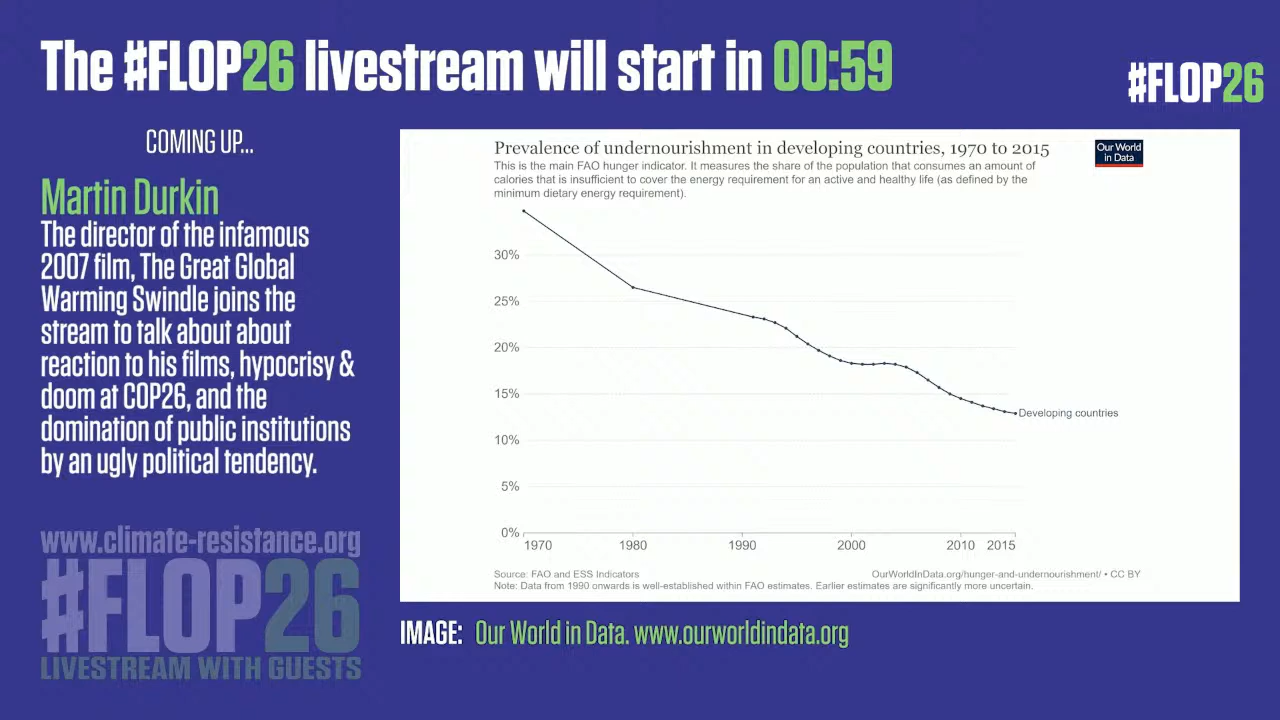 The #FLOP26 livestream will start in 00:59
#FLOP26
COMING UP...
Martin Durkin
The director of the infamous
2007 film, The Great Global
Warming Swindle joins the
stream to talk about about
reaction to his films, hypocrisy &
doom at COP26, and the
domination of public institutions
by an ugly political tendency.
www.climate-resistance.org
#FLOP26
LIVESTREAM WITH GUESTS
Prevalence of undernourishment in developing countries, 1970 to 2015
This is the main FAO hunger indicator. It measures the share of the population that consumes an amount of
calories that is insufficient to cover the energy requirement for an active and healthy life (as defined by the
minimum dietary energy requirement).
Our World
in Data
30%
25%
20%
15%
10%
5%
0%
Developing countries
1970 1980 1990 2000 2010 2015
Source: FAO and ESS Indicators
OurWorldInData.org/hunger-and-undernourishment/ • CC BY
Note: Data from 1990 onwards is well-established within FAO estimates. Earlier estimates are significantly more uncertain.
IMAGE: Our World in Data. www.ourworldindata.org